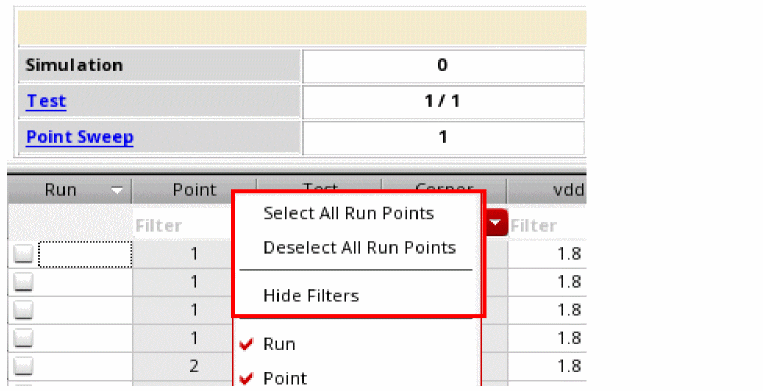 Simulation 0
Test 1 / 1
Point Sweep 1
Run Point Test Corner vdd
Filter Filter
1 1.8
1 1.8
1 1.8
1 1.8
2 1.8
Select All Run Points
Deselect All Run Points
Hide Filters
Run
Point